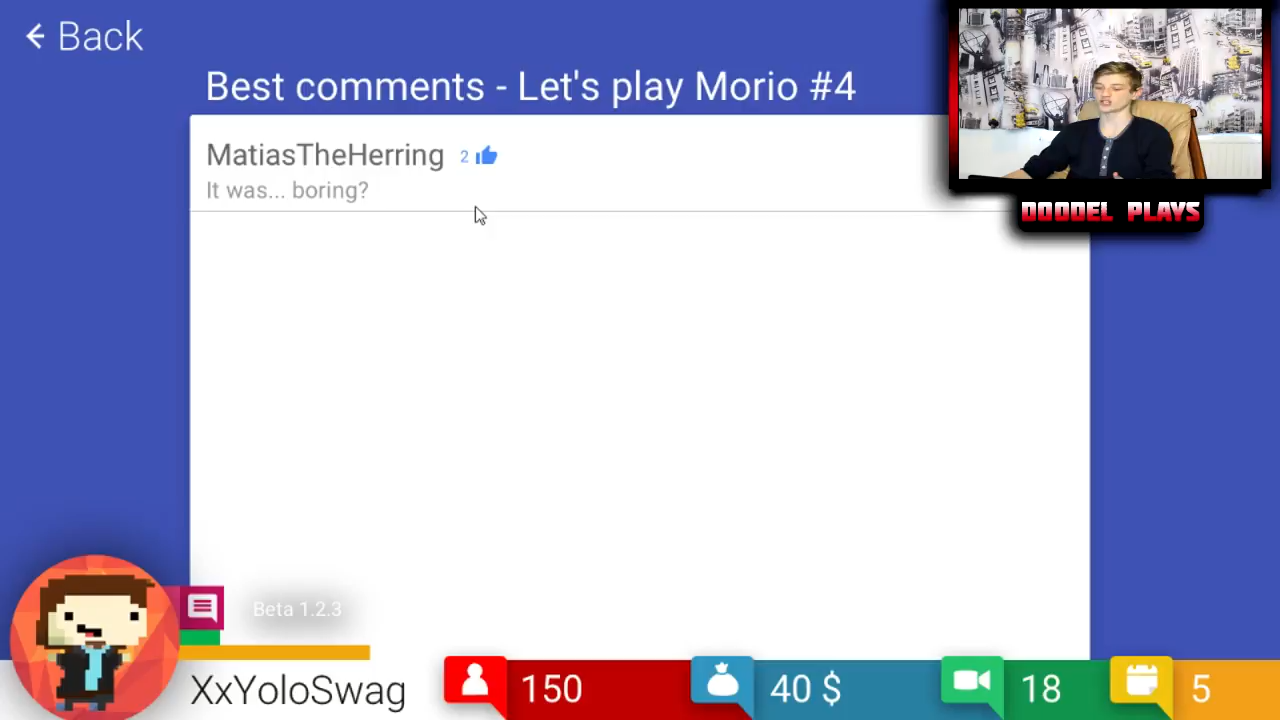 Back
Best comments - Let's play Morio #4
MatiasTheHerring 2
It was... boring?
DOODEL PLAYS
Beta 1.2.3
XxYoloSwag
150
40 $
18
5